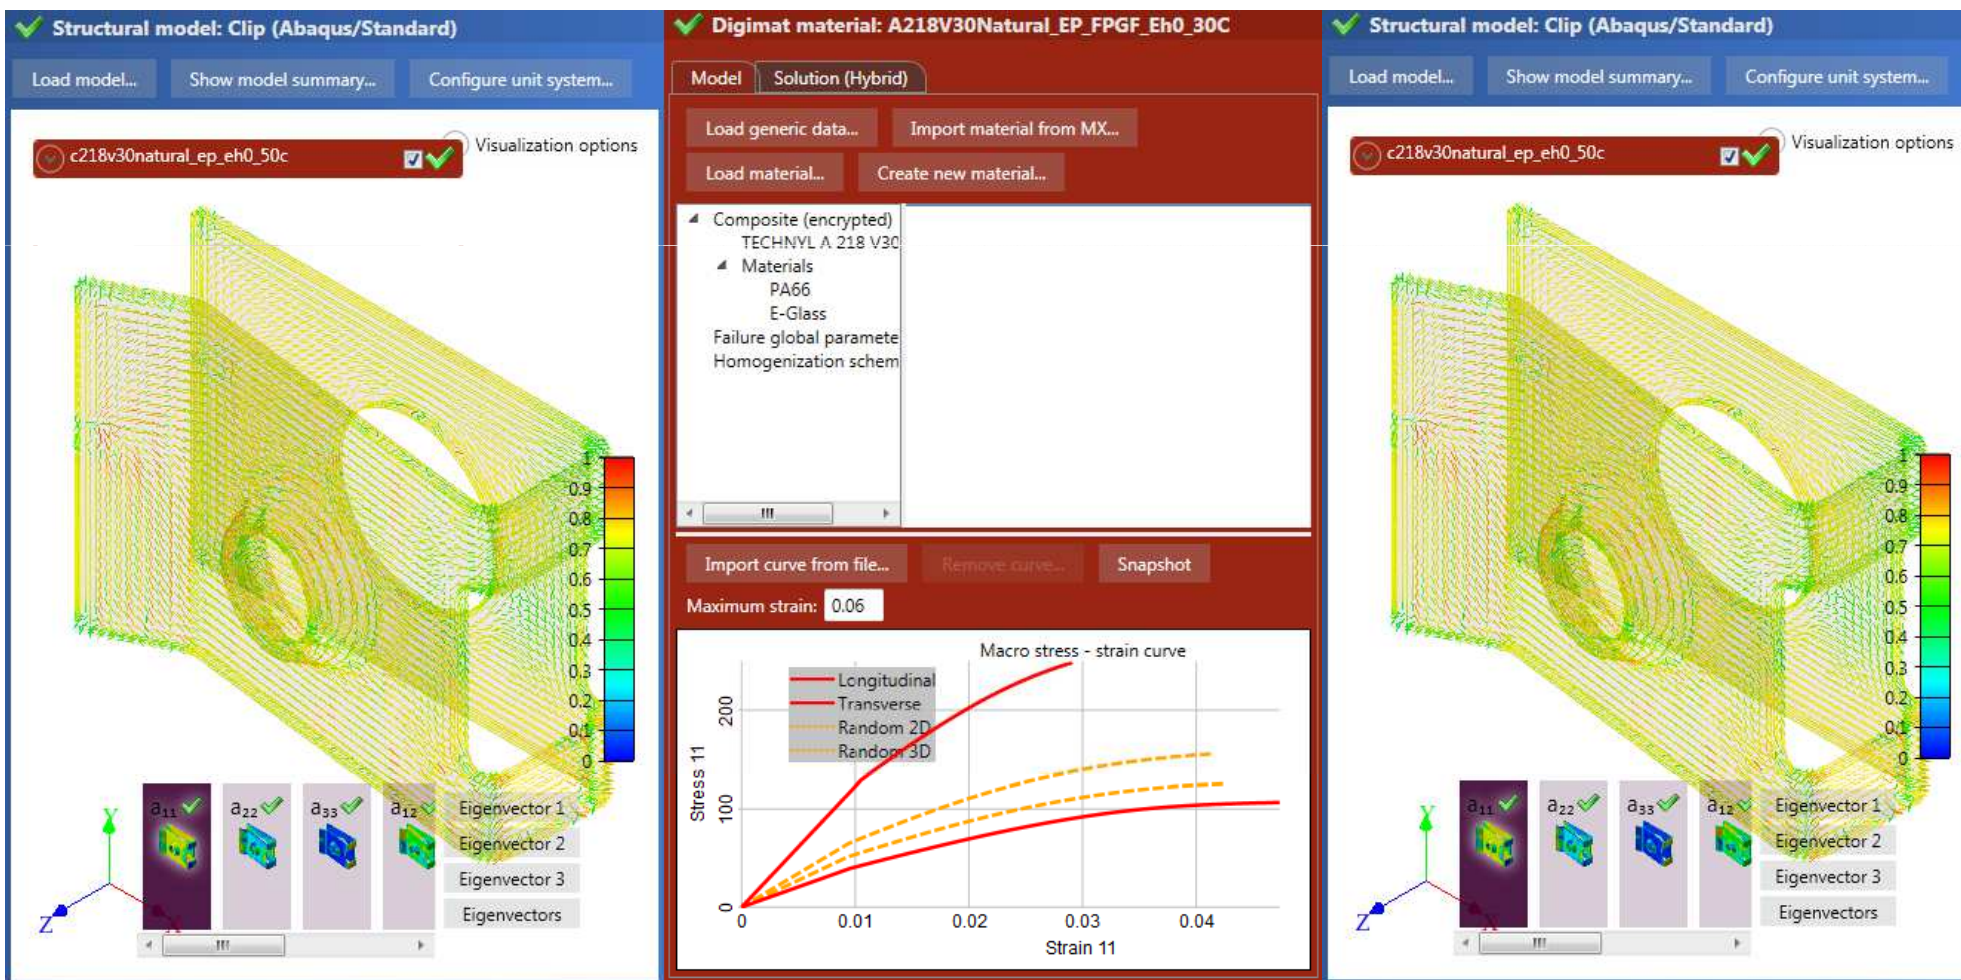 Structural model: Clip (Abaqus/Standard)
Load model...
Show model summary...
Configure unit system...
c218v30natural_ep_eh0_50c
Visualization options
1
0.9
0.8
0.7
0.6
0.5
0.4
0.3
0.2
0.1
0
a11
a22
a33
a12
Eigenvector 1
Eigenvector 2
Eigenvector 3
Eigenvectors
Y
Z
X
Digimat material: A218V30Natural_EP_FPGF_Eh0_30C
Model
Solution (Hybrid)
Load generic data...
Import material from MX...
Load material...
Create new material...
Composite (encrypted)
TECHNYL A 218 V30
Materials
PA66
E-Glass
Failure global paramete
Homogenization schem
Import curve from file...
Remove curve...
Snapshot
Maximum strain: 0.06
Macro stress - strain curve
Longitudinal
Transverse
Random 2D
Random 3D
Stress 11
200
100
0
0
0.01
0.02
0.03
0.04
Strain 11
Structural model: Clip (Abaqus/Standard)
Load model...
Show model summary...
Configure unit system...
c218v30natural_ep_eh0_50c
Visualization options
1
0.9
0.8
0.7
0.6
0.5
0.4
0.3
0.2
0.1
0
a11
a22
a33
a12
Eigenvector 1
Eigenvector 2
Eigenvector 3
Eigenvectors
Y
Z
X